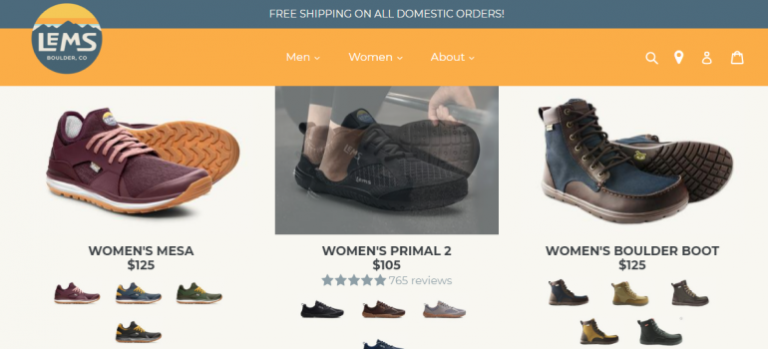 FREE SHIPPING ON ALL DOMESTIC ORDERS!
LEMS
BOULDER, CO
Men Women About
WOMEN'S MESA
$125
WOMEN'S PRIMAL 2
$105
765 reviews
WOMEN'S BOULDER BOOT
$125